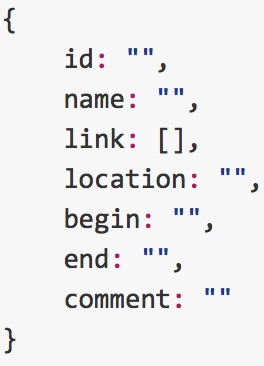 {
    id: "",
    name: "",
    link: [],
    location: "",
    begin: "",
    end: "",
    comment: ""
}